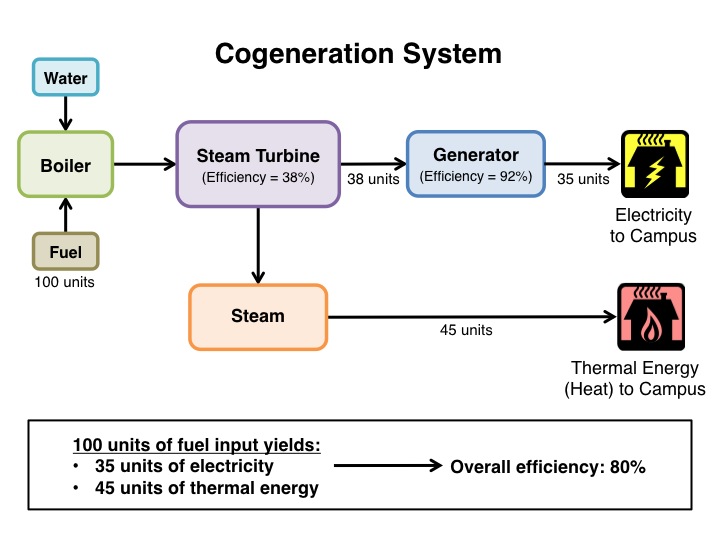 Cogeneration System
Water
Boiler
Fuel
100 units
Steam Turbine
(Efficiency = 38%)
38 units
Generator
(Efficiency = 92%)
35 units
Electricity
to Campus
Steam
45 units
Thermal Energy
(Heat) to Campus
100 units of fuel input yields:
• 35 units of electricity
• 45 units of thermal energy
Overall efficiency: 80%